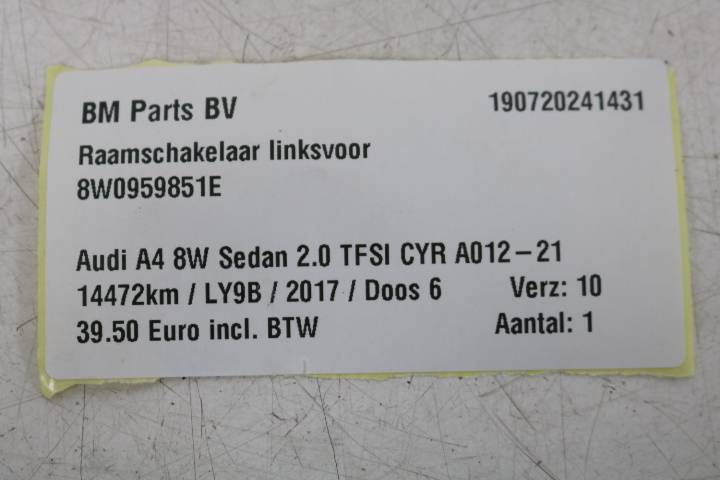 BM Parts BV 190720241431
Raamschakelaar linksvoor
8W0959851E
Audi A4 8W Sedan 2.0 TFSI CYR A012-21
14472km / LY9B / 2017 / Doos 6 Verz: 10
39.50 Euro incl. BTW Aantal: 1